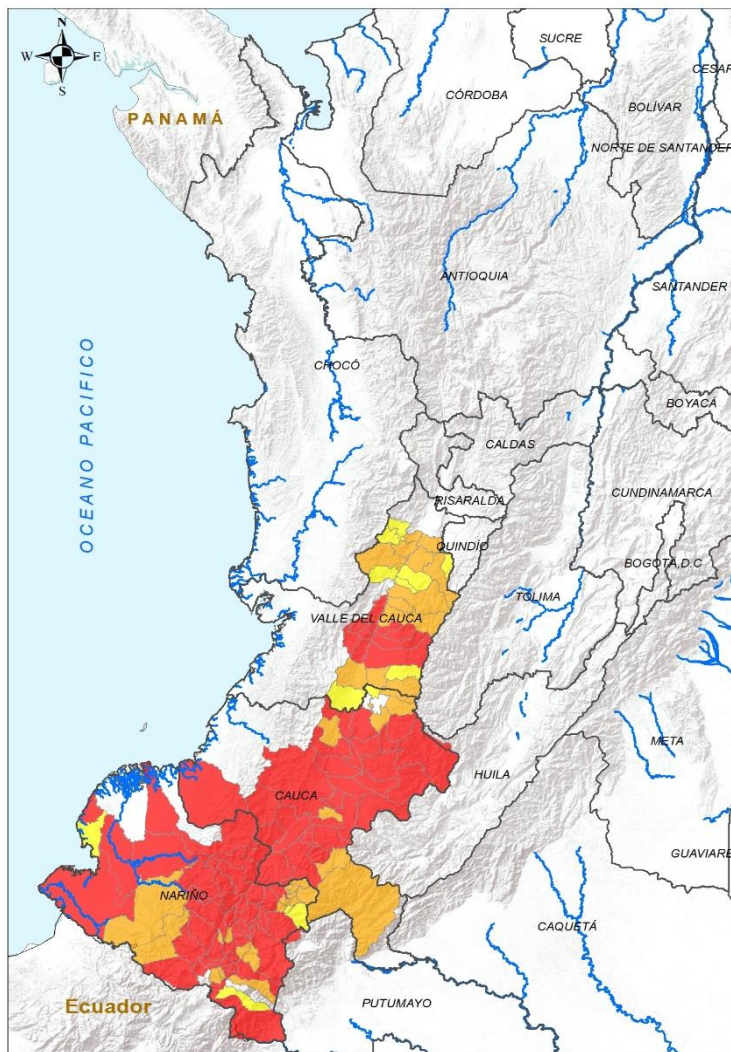 N
W E
S
SUCRE
CESAR
CÓRDOBA
BOLÍVAR
PANAMÁ
NORTE DE SANTANDER
ANTIOQUIA
SANTANDER
OCEANO PACIFICO
CHOCÓ
BOYACÁ
CALDAS
CUNDINAMARCA
RISARALDA
QUINDÍO
BOGOTÁ,D.C
TOLIMA
VALLE DEL CAUCA
META
HUILA
CAUCA
GUAVIARE
NARIÑO
CAQUETÁ
Ecuador
PUTUMAYO